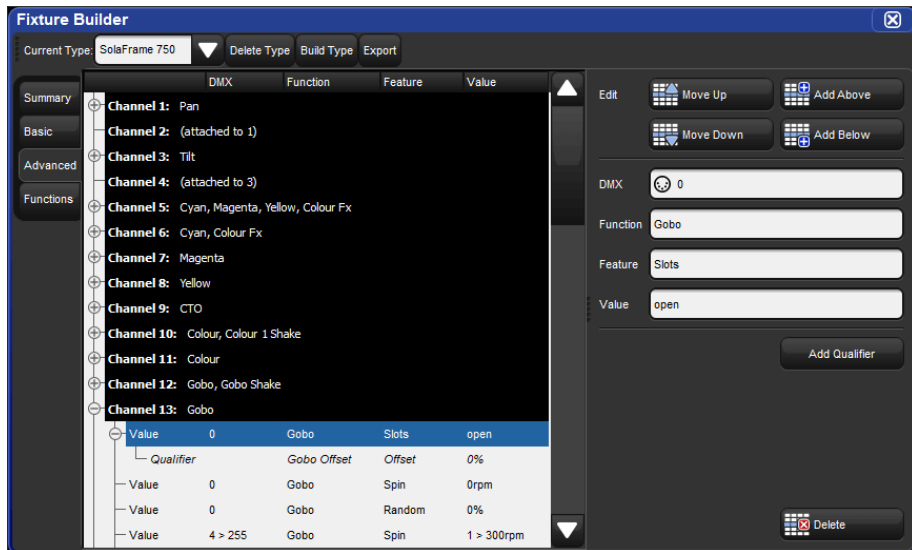 Fixture Builder
Current Type: SolaFrame 750 Delete Type Build Type Export
Summary
Basic
Advanced
Functions
DMX Function Feature Value
Channel 1: Pan
Channel 2: (attached to 1)
Channel 3: Tilt
Channel 4: (attached to 3)
Channel 5: Cyan, Magenta, Yellow, Colour Fx
Channel 6: Cyan, Colour Fx
Channel 7: Magenta
Channel 8: Yellow
Channel 9: CTO
Channel 10: Colour, Colour 1 Shake
Channel 11: Colour
Channel 12: Gobo, Gobo Shake
Channel 13: Gobo
Value 0 Gobo Slots open
Qualifier Gobo Offset Offset 0%
Value 0 Gobo Spin 0rpm
Value 0 Gobo Random 0%
Value 4 > 255 Gobo Spin 1 > 300rpm
Edit Move Up Add Above
Move Down Add Below
DMX 0
Function Gobo
Feature Slots
Value open
Add Qualifier
Delete